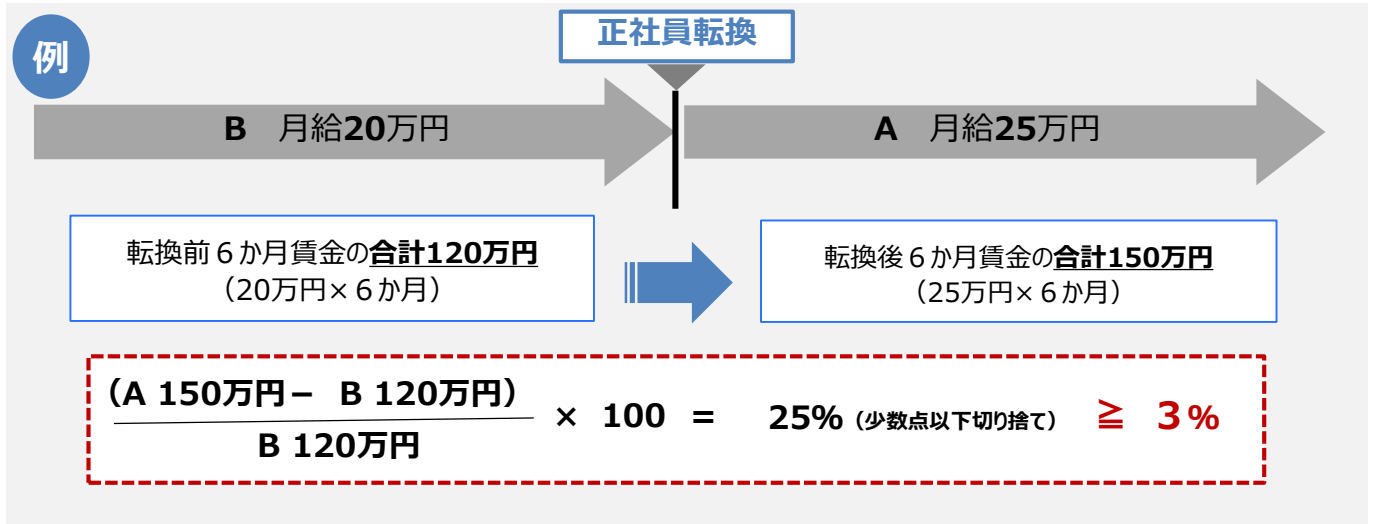 例
正社員転換
B　月給20万円
A　月給25万円
転換前６か月賃金の合計120万円
（20万円×６か月）
転換後６か月賃金の合計150万円
（25万円×６か月）
（A 150万円－ B 120万円）
B 120万円
× 100 = 25%（少数点以下切り捨て） ≧ ３%